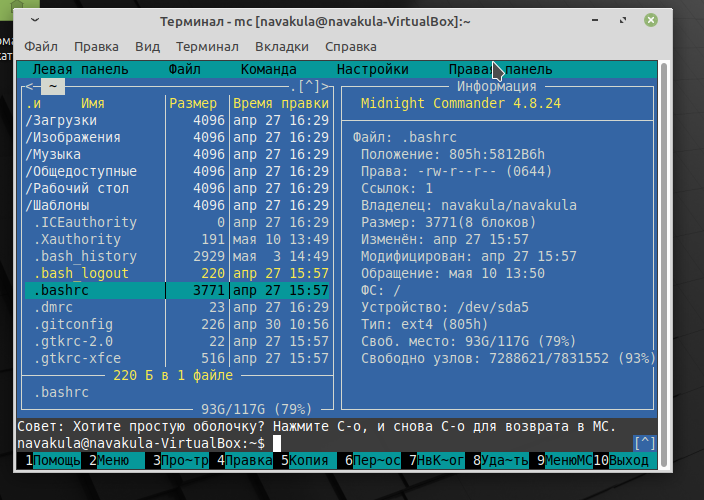 Терминал - mc [navakula@navakula-VirtualBox]:~
Файл Правка Вид Терминал Вкладки Справка
Левая панель Файл Команда Настройки Правая панель
<─ ~ .[^]>
.и Имя Размер Время правки
/Загрузки 4096 апр 27 16:29
/Изображения 4096 апр 27 16:29
/Музыка 4096 апр 27 16:29
/Общедоступные 4096 апр 27 16:29
/Рабочий стол 4096 апр 27 16:29
/Шаблоны 4096 апр 27 16:29
.ICEauthority 0 апр 27 16:29
.Xauthority 191 мая 10 13:49
.bash_history 2929 мая 3 14:49
.bash_logout 220 апр 27 15:57
.bashrc 3771 апр 27 15:57
.dmrc 23 апр 27 16:29
.gitconfig 226 апр 30 10:56
.gtkrc-2.0 22 апр 27 15:57
.gtkrc-xfce 516 апр 27 15:57
220 Б в 1 файле
.bashrc
93G/117G (79%)
Информация
Midnight Commander 4.8.24
Файл: .bashrc
Положение: 805h:5812B6h
Права: -rw-r--r-- (0644)
Ссылок: 1
Владелец: navakula/navakula
Размер: 3771(8 блоков)
Изменён: апр 27 15:57
Модифицирован: апр 27 15:57
Обращение: мая 10 13:50
ФС: /
Устройство: /dev/sda5
Тип: ext4 (805h)
Своб. место: 93G/117G (79%)
Свободно узлов: 7288621/7831552 (93%)
Совет: Хотите простую оболочку? Нажмите C-o, и снова C-o для возврата в MC.
navakula@navakula-VirtualBox:~$ [^]
1Помощь 2Меню 3Про~тр 4Правка 5Копия 6Пер~ос 7НвК~ог 8Уда~ть 9МенюMC 10Выход